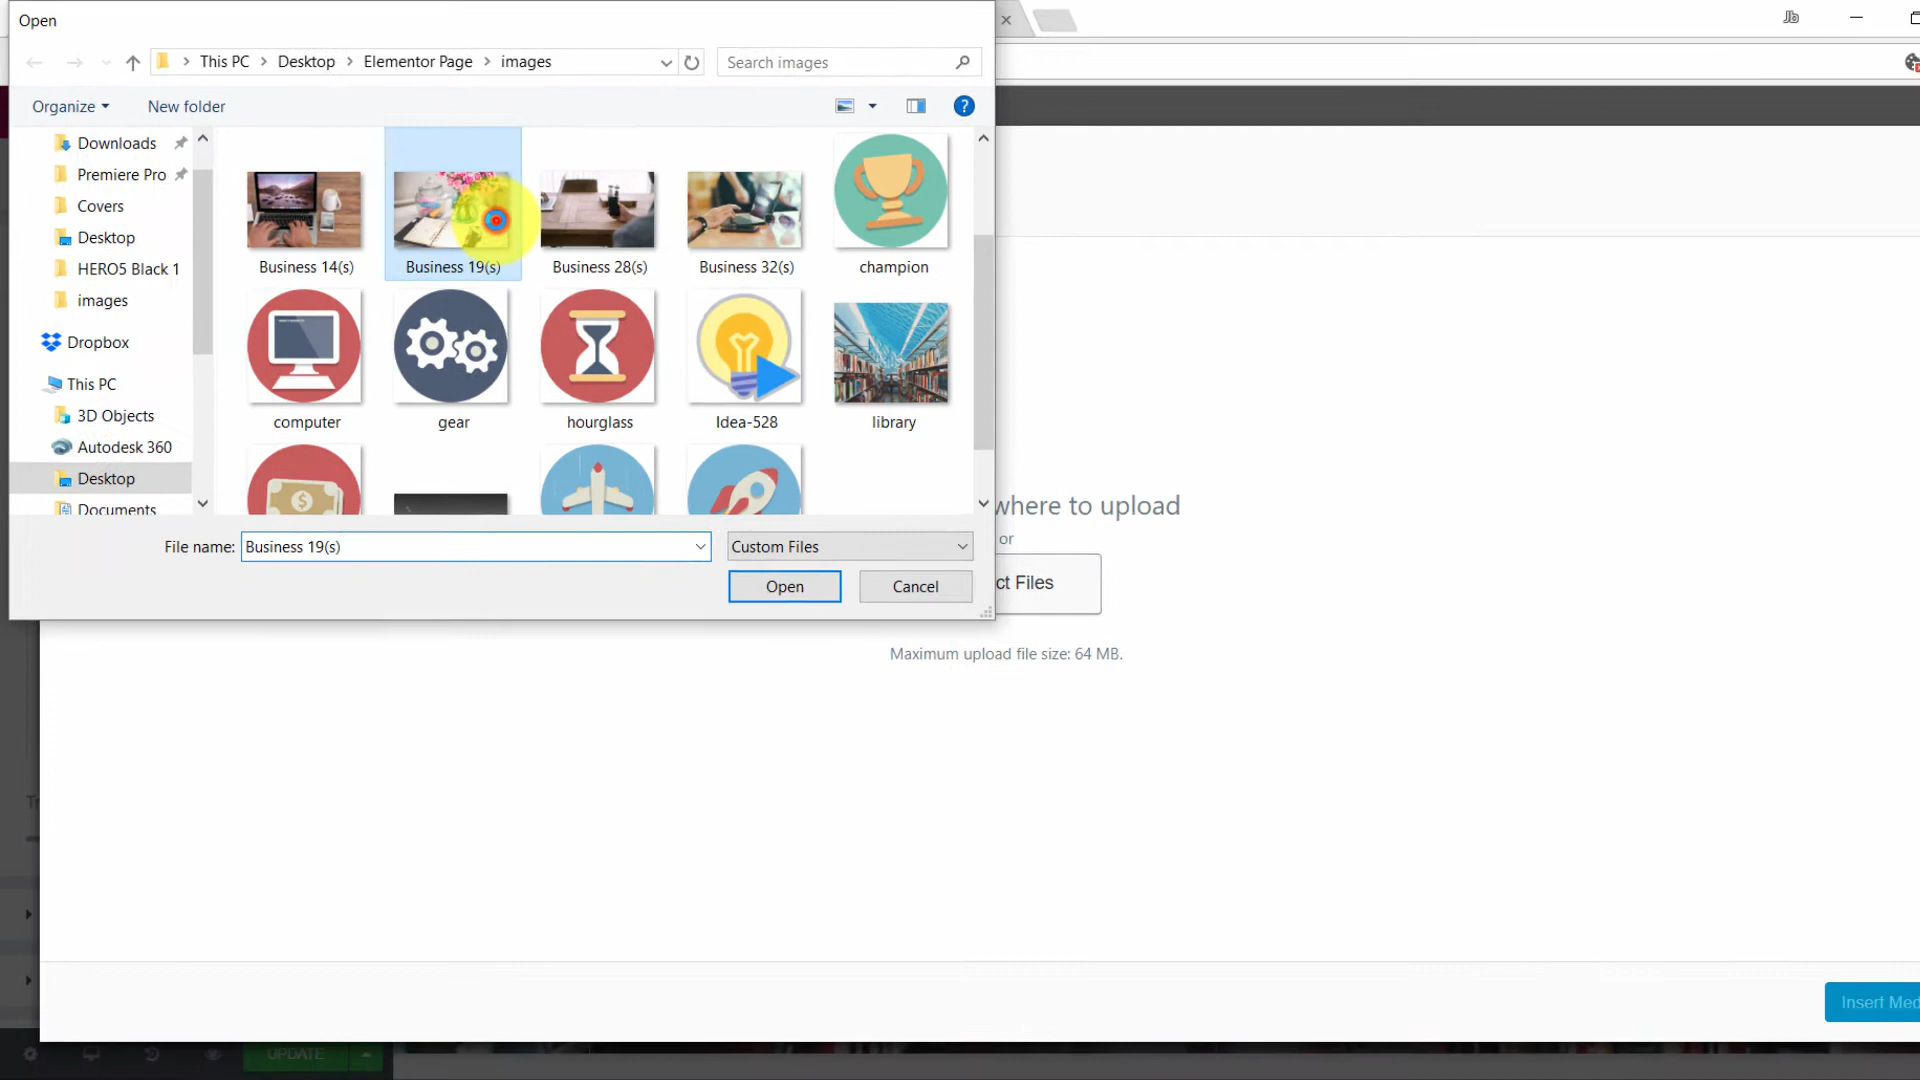 Open
This PC
Desktop
Elementor Page
images
Search images
Organize
New folder
?
Downloads
Premiere Pro
Covers
Desktop
HERO5 Black 1
images
Dropbox
This PC
3D Objects
Autodesk 360
Desktop
Documents
Business 14(s)
Business 19(s)
Business 28(s)
Business 32(s)
champion
computer
gear
hourglass
Idea-528
library
File name:
Business 19(s)
Custom Files
Open
Cancel
where to upload
or
ct Files
Maximum upload file size: 64 MB.
Insert Med
UPDATE